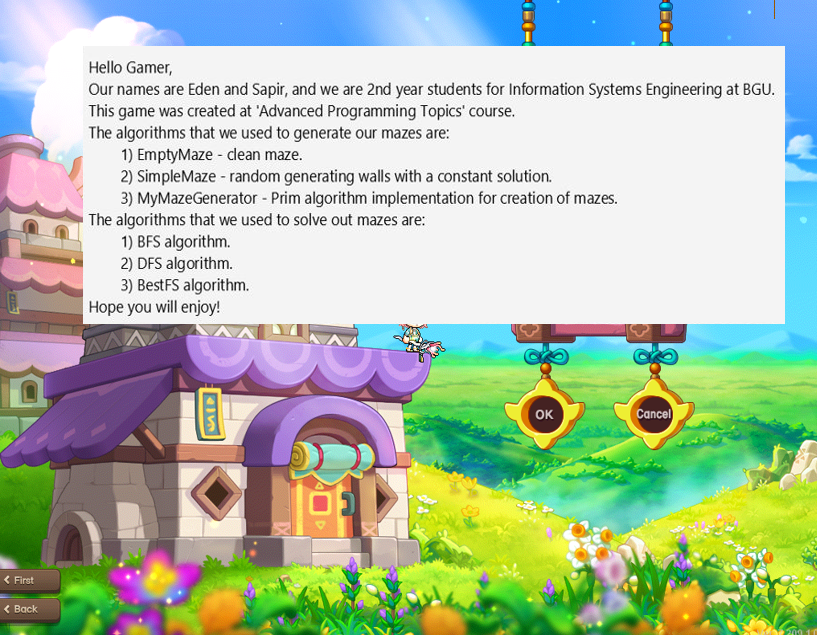 Hello Gamer,
Our names are Eden and Sapir, and we are 2nd year students for Information Systems Engineering at BGU.
This game was created at 'Advanced Programming Topics' course.
The algorithms that we used to generate our mazes are:
1) EmptyMaze - clean maze.
2) SimpleMaze - random generating walls with a constant solution.
3) MyMazeGenerator - Prim algorithm implementation for creation of mazes.
The algorithms that we used to solve out mazes are:
1) BFS algorithm.
2) DFS algorithm.
3) BestFS algorithm.
Hope you will enjoy!
OK
Cancel
First
Back